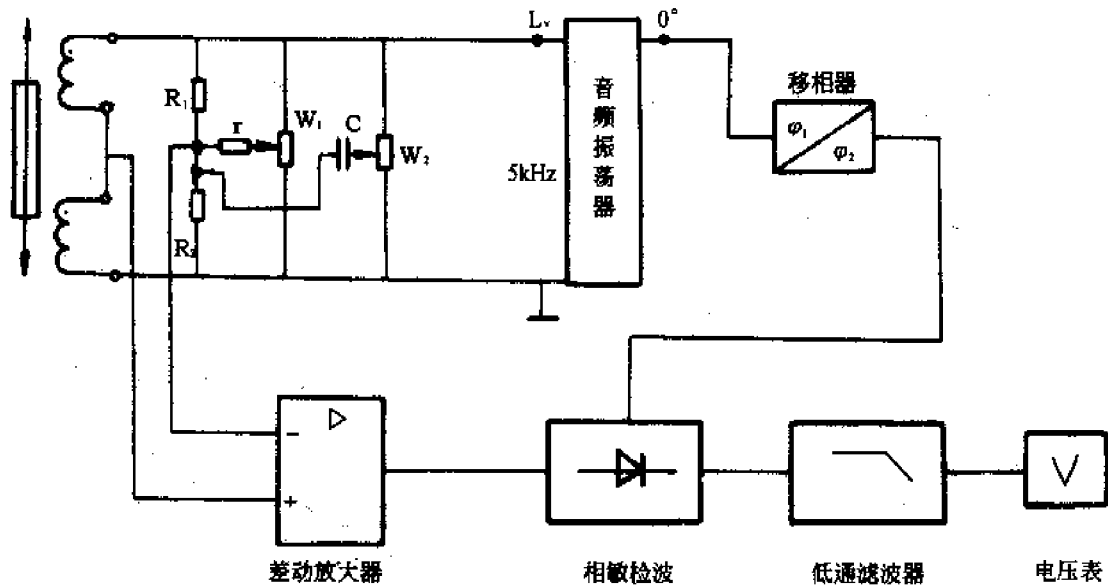 Lv
0°
移相器
φ1
φ2
音频振荡器
5kHz
R1
r
W1
C
W2
R2
−
+
差动放大器
相敏检波
低通滤波器
V
电压表